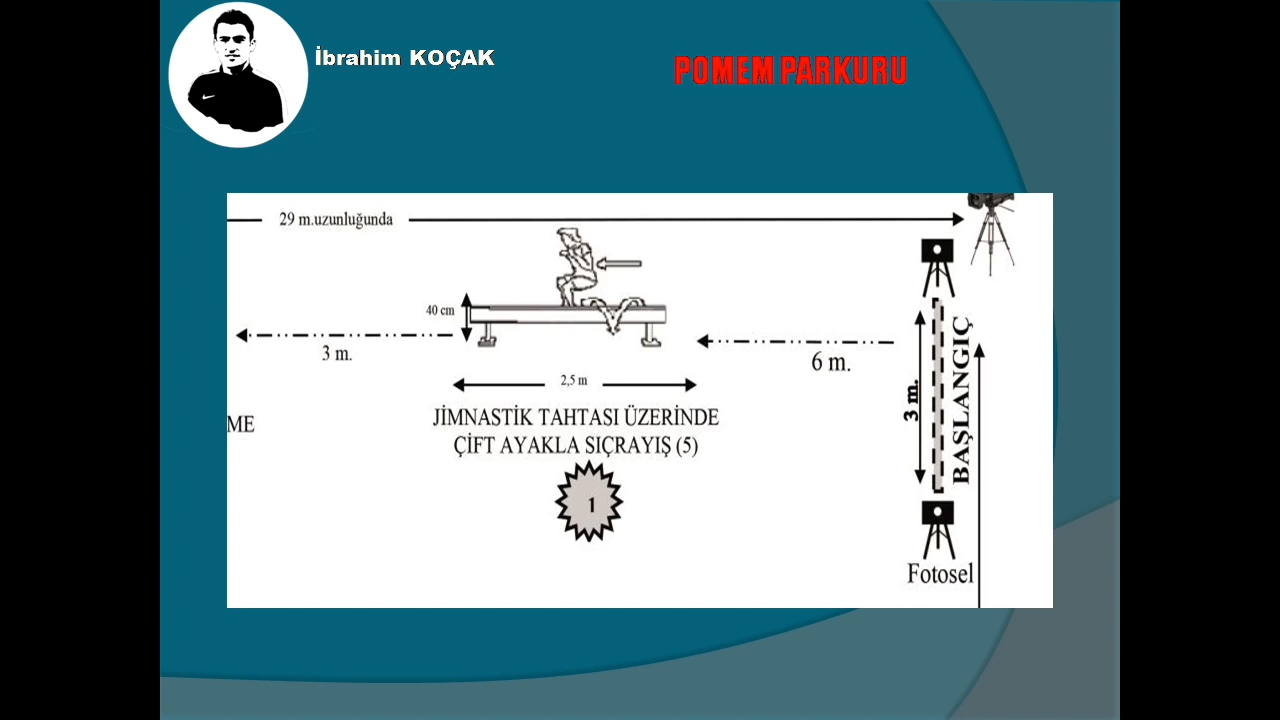 İbrahim KOÇAK
POMEM PARKURU
29 m.uzunluğunda
40 cm
3 m.
6 m.
2,5 m
3 m.
BAŞLANGIÇ
ME
JİMNASTİK TAHTASI ÜZERİNDE
ÇİFT AYAKLA SIÇRAYIŞ (5)
1
Fotosel